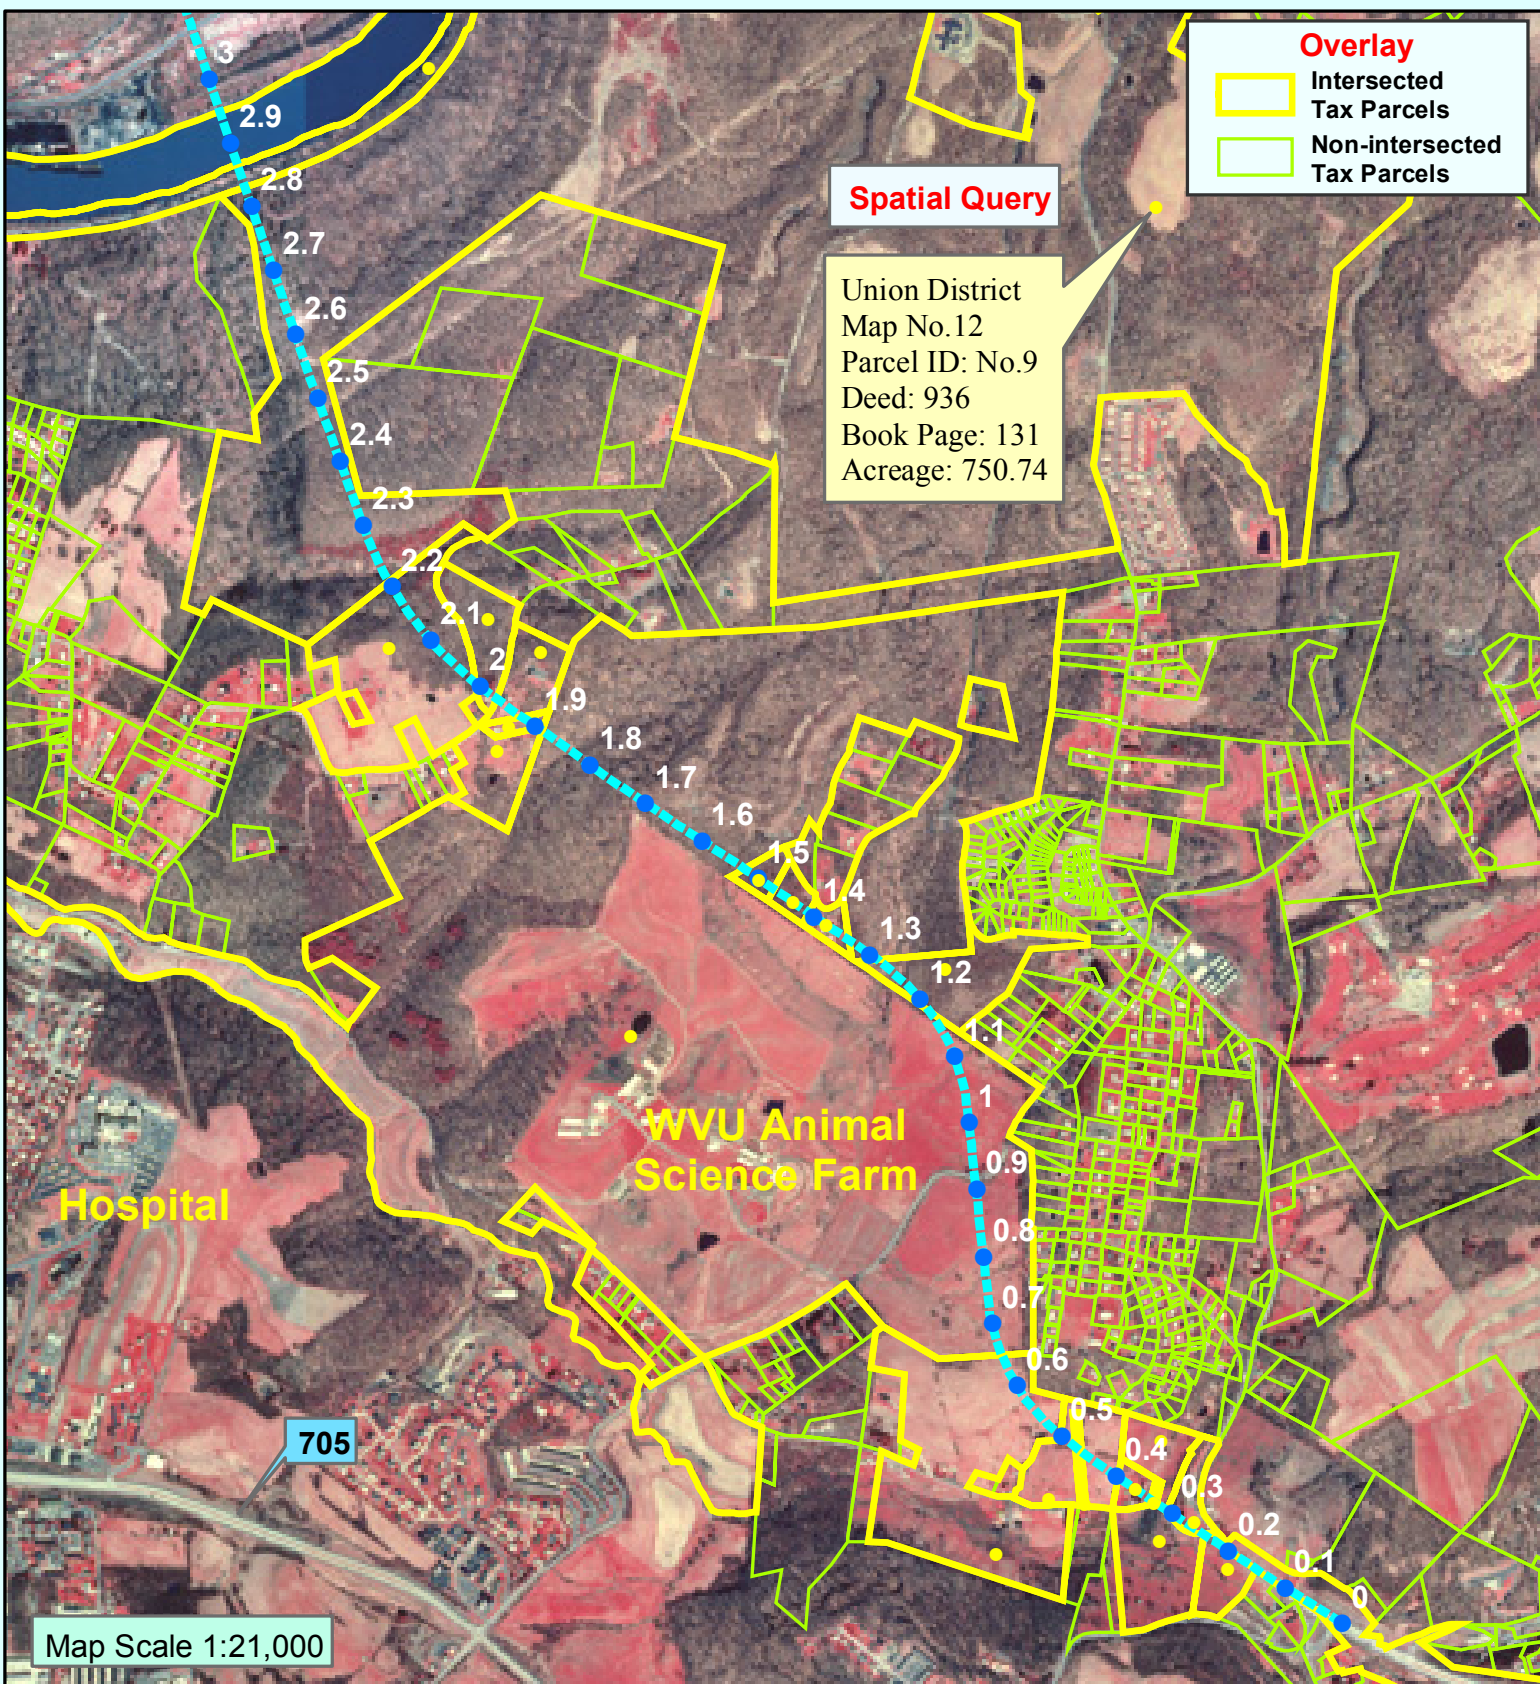 Overlay
Intersected
Tax Parcels
Non-intersected
Tax Parcels
Spatial Query
Union District
Map No.12
Parcel ID: No.9
Deed: 936
Book Page: 131
Acreage: 750.74
3
2.9
2.8
2.7
2.6
2.5
2.4
2.3
2.2
2.1
2
1.9
1.8
1.7
1.6
1.5
1.4
1.3
1.2
1.1
1
0.9
0.8
0.7
0.6
0.5
0.4
0.3
0.2
0.1
0
WVU Animal
Science Farm
Hospital
705
Map Scale 1:21,000